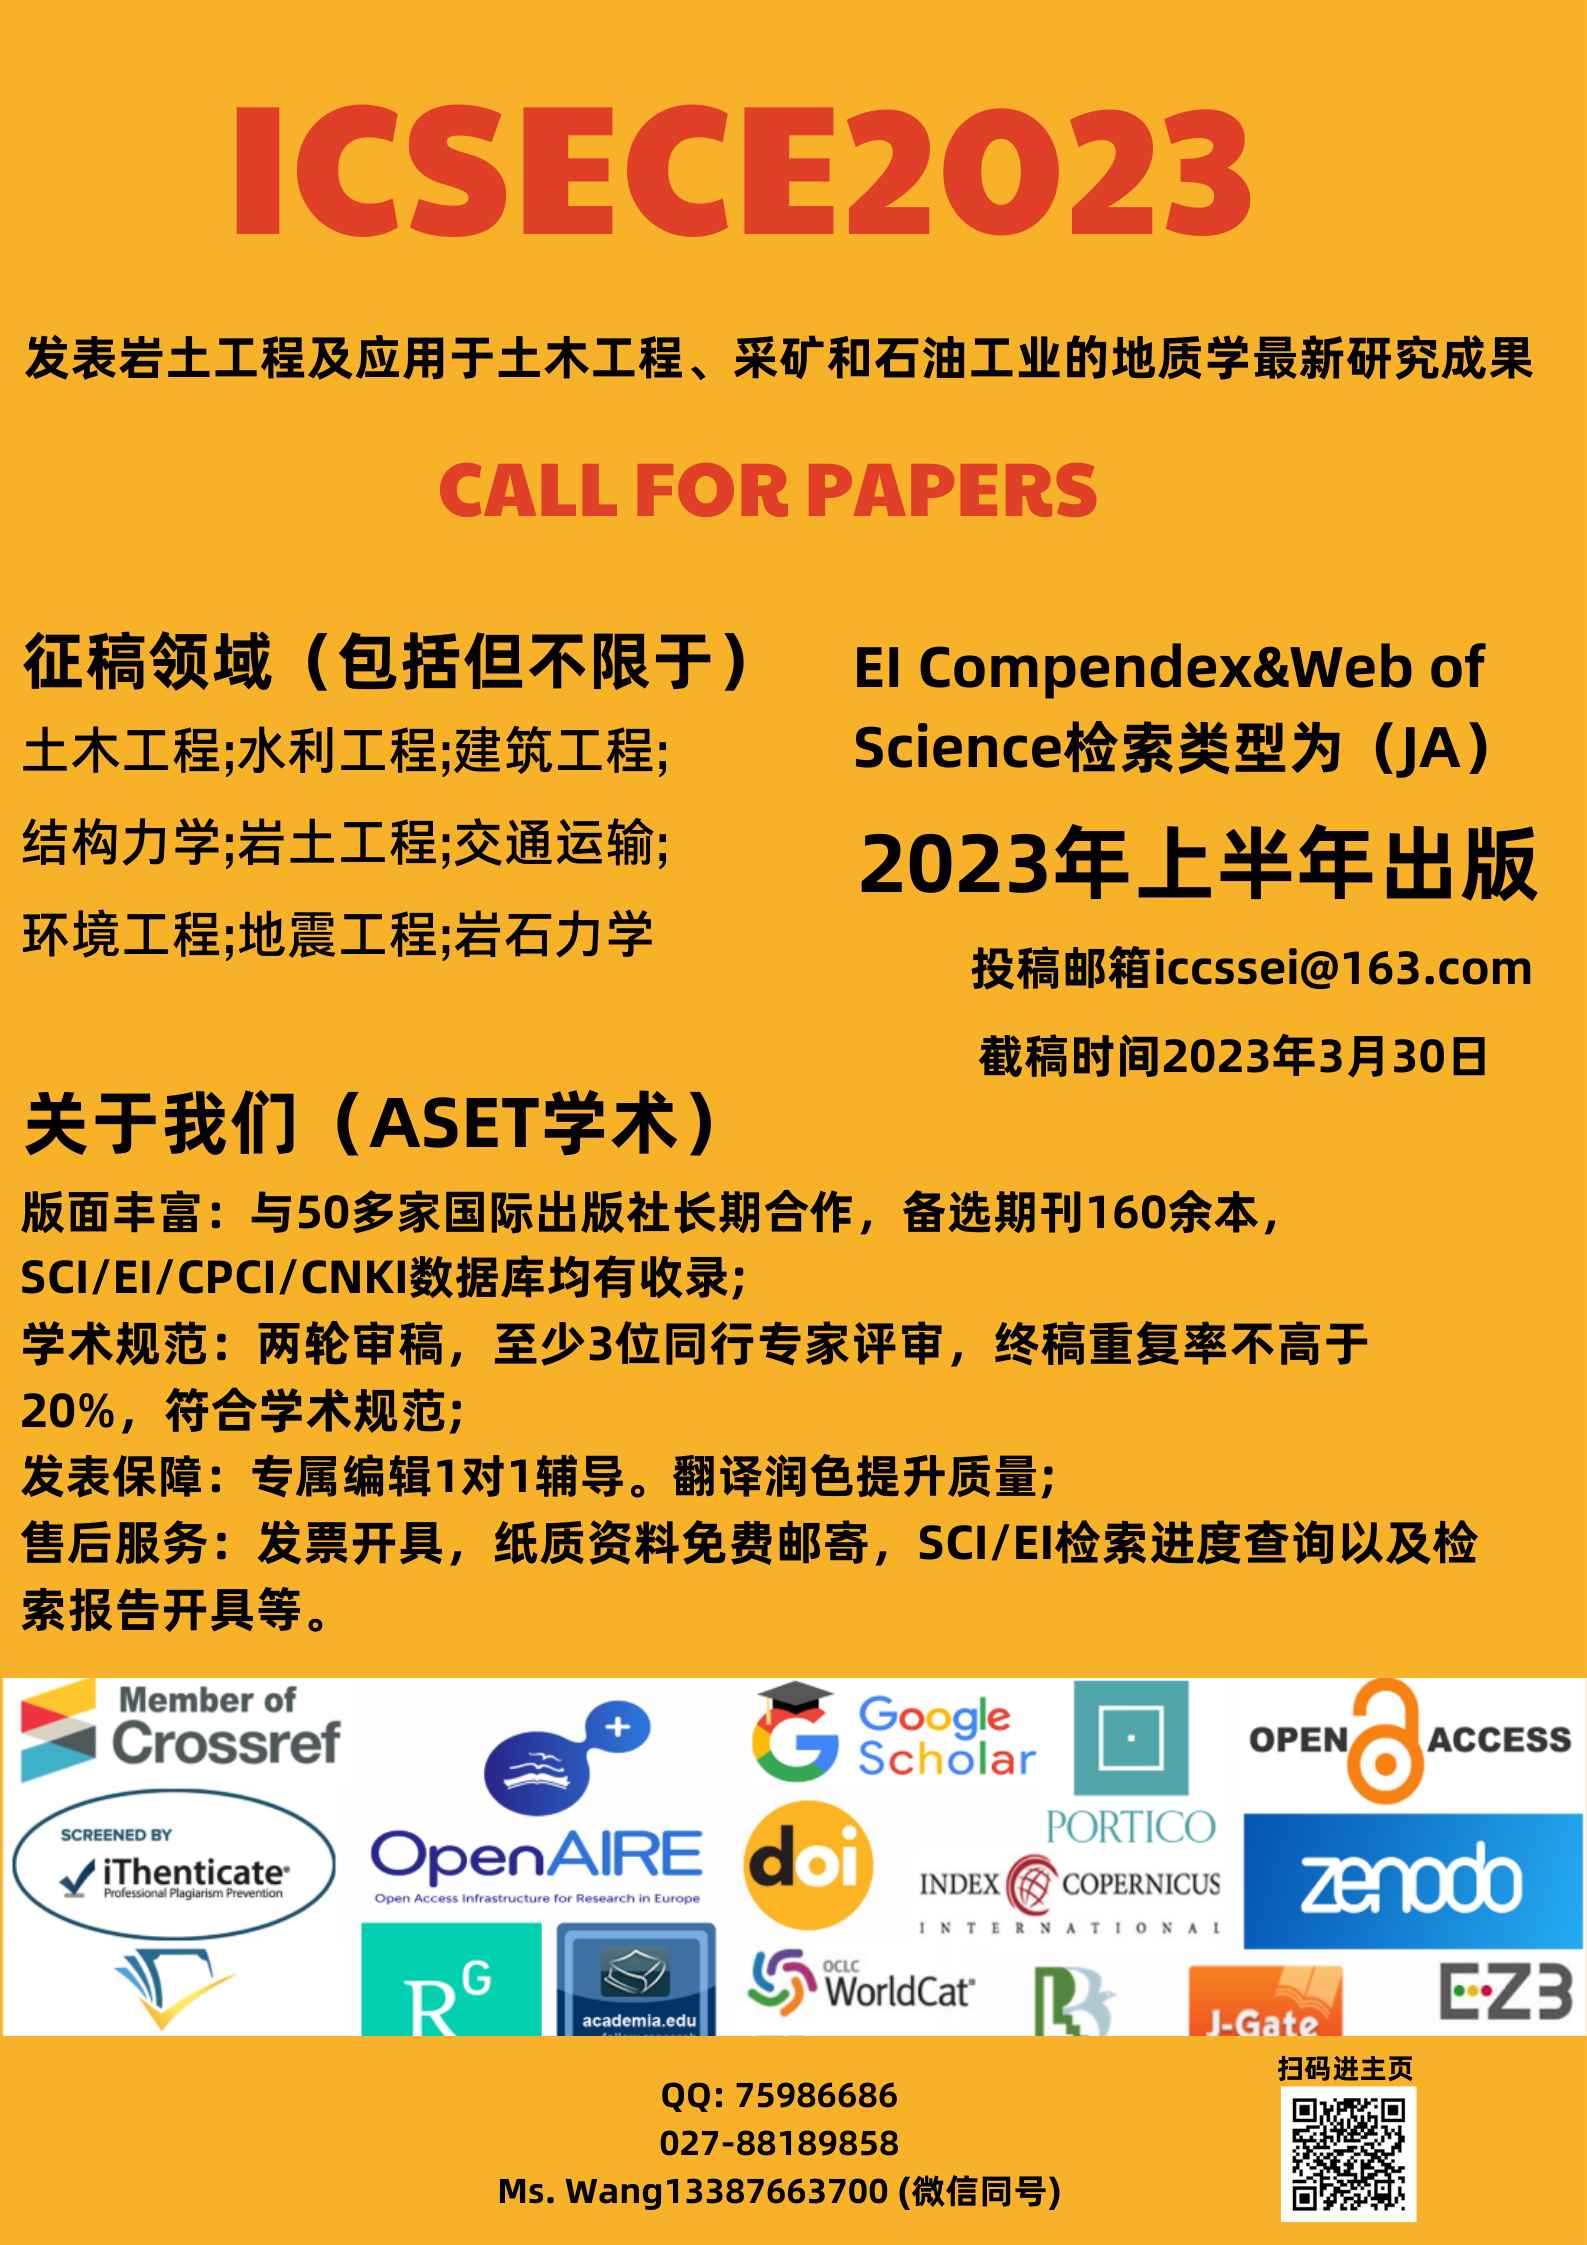 ICSECE2023
发表岩土工程及应用于土木工程、采矿和石油工业的地质学最新研究成果
CALL FOR PAPERS
征稿领域（包括但不限于）
土木工程;水利工程;建筑工程;
结构力学;岩土工程;交通运输;
环境工程;地震工程;岩石力学
EI Compendex&Web of
Science检索类型为（JA）
2023年上半年出版
投稿邮箱iccssei@163.com
截稿时间2023年3月30日
关于我们（ASET学术）
版面丰富：与50多家国际出版社长期合作，备选期刊160余本，
SCI/EI/CPCI/CNKI数据库均有收录；
学术规范：两轮审稿，至少3位同行专家评审，终稿重复率不高于
20%，符合学术规范；
发表保障：专属编辑1对1辅导。翻译润色提升质量；
售后服务：发票开具，纸质资料免费邮寄，SCI/EI检索进度查询以及检
索报告开具等。
Member of
Crossref
SCREENED BY
iThenticate®
Professional Plagiarism Prevention
OpenAIRE
Open Access Infrastructure for Research in Europe
RG
academia.edu
Google
Scholar
doi
PORTICO
INDEX COPERNICUS
INTERNATIONAL
OCLC
WorldCat®
OPEN ACCESS
zenodo
J-Gate
EZ3
扫码进主页
QQ: 75986686
027-88189858
Ms. Wang13387663700 (微信同号)